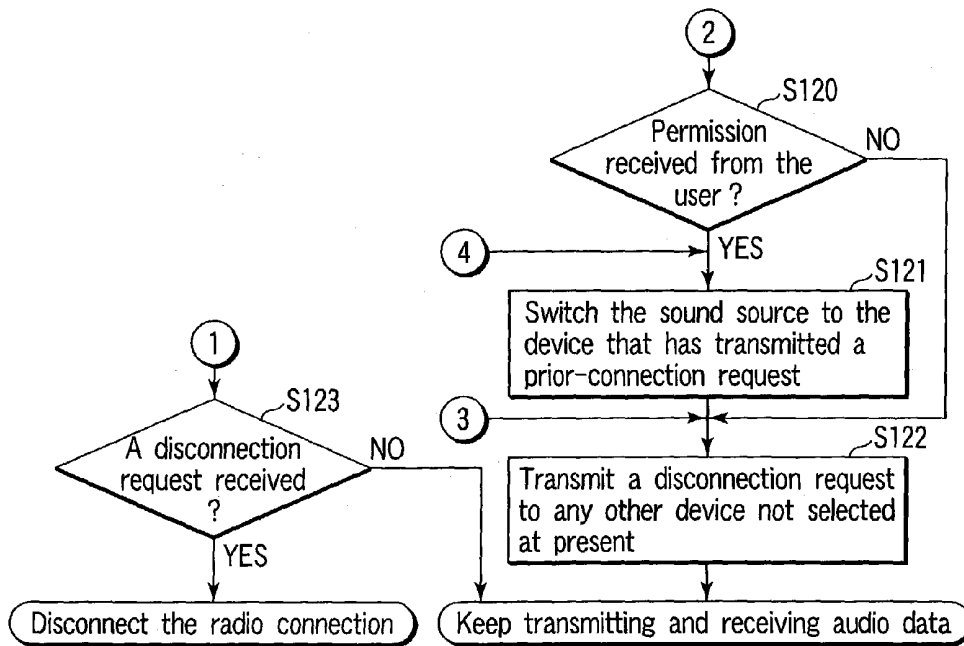 2
S120
Permission
received from the
user ?
NO
YES
4
S121
Switch the sound source to the
device that has transmitted a
prior-connection request
1
S123
A disconnection
request received
?
NO
YES
3
S122
Transmit a disconnection request
to any other device not selected
at present
Disconnect the radio connection
Keep transmitting and receiving audio data